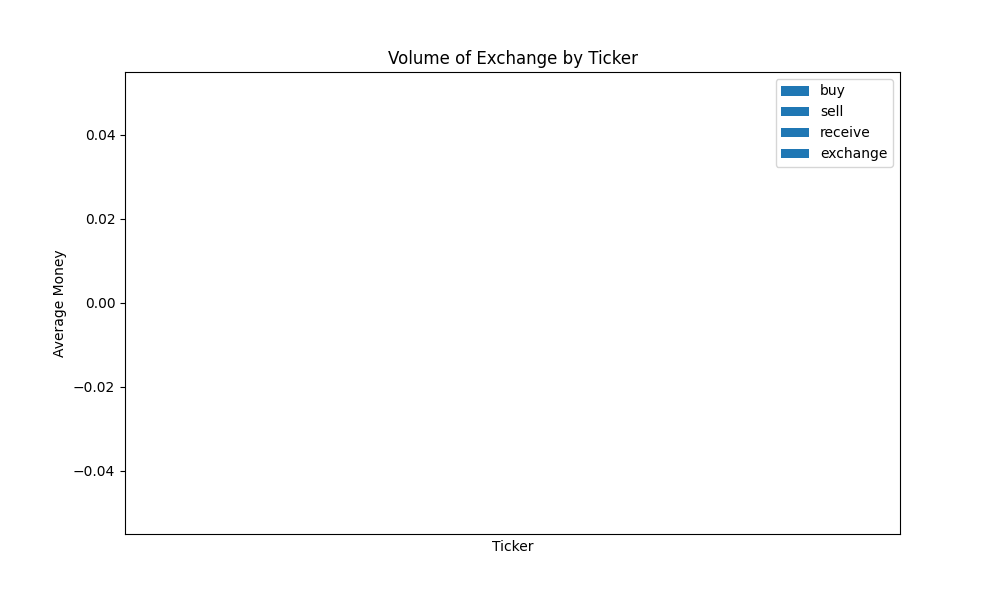 Volume of Exchange by Ticker
buy
sell
receive
exchange
0.04
0.02
0.00
−0.02
−0.04
Average Money
Ticker